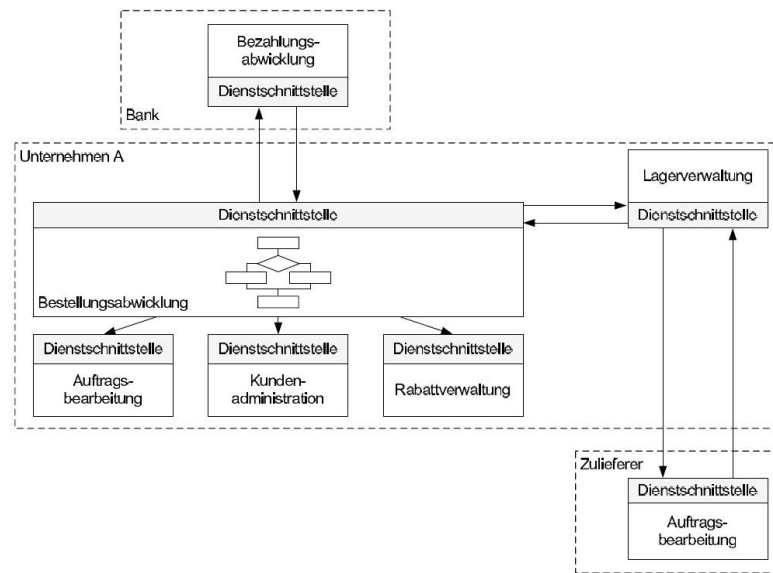 Bezahlungs-
abwicklung
Dienstschnittstelle
Bank
Unternehmen A
Lagerverwaltung
Dienstschnittstelle
Dienstschnittstelle
Bestellungsabwicklung
Dienstschnittstelle
Auftrags-
bearbeitung
Dienstschnittstelle
Kunden-
administration
Dienstschnittstelle
Rabattverwaltung
Zulieferer
Dienstschnittstelle
Auftrags-
bearbeitung